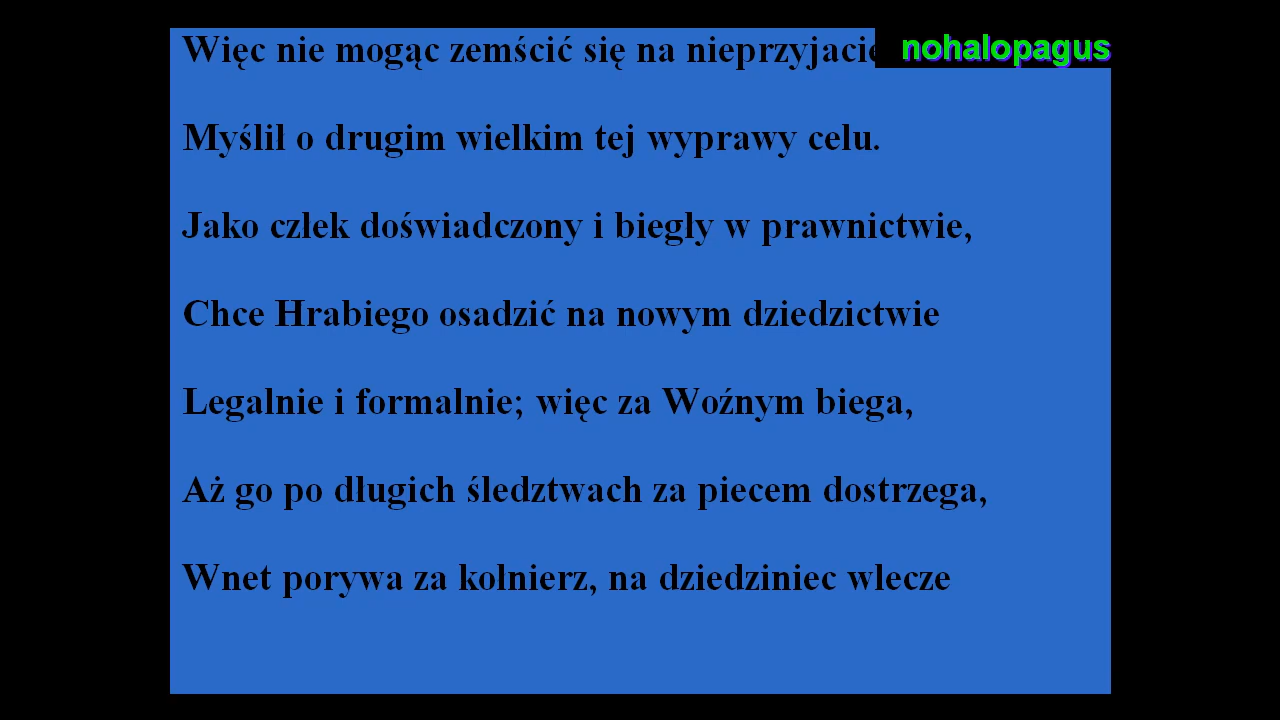 Więc nie mogąc zemścić się na nieprzyjacie
nohalopagus
Myślił o drugim wielkim tej wyprawy celu.
Jako człek doświadczony i biegły w prawnictwie,
Chce Hrabiego osadzić na nowym dziedzictwie
Legalnie i formalnie; więc za Woźnym biega,
Aż go po długich śledztwach za piecem dostrzega,
Wnet porywa za kołnierz, na dziedziniec wlecze